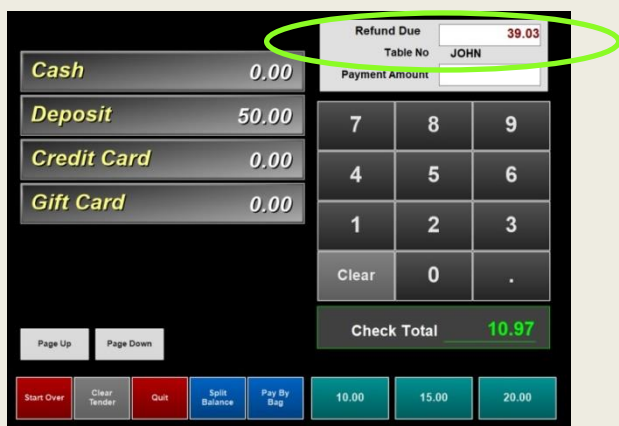 Refund Due 39.03
Table No JOHN
Payment Amount
Cash 0.00
Deposit 50.00
Credit Card 0.00
Gift Card 0.00
7 8 9
4 5 6
1 2 3
Clear 0 .
Check Total 10.97
Page Up Page Down
Start Over Clear Tender Quit Split Balance Pay By Bag 10.00 15.00 20.00